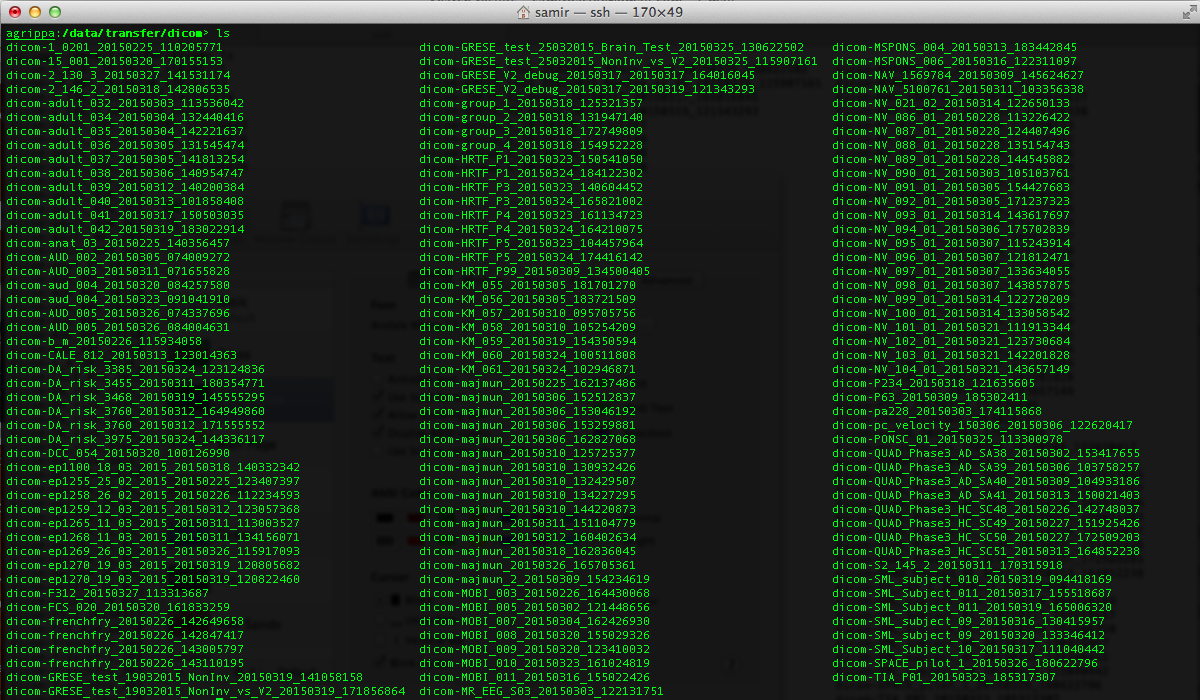 samir — ssh — 170×49
agrippa:/data/transfer/dicom> ls
dicom-1_0201_20150225_110205771
dicom-15_001_20150320_170155153
dicom-2_130_3_20150327_141531174
dicom-2_146_2_20150318_142806535
dicom-adult_032_20150303_113536042
dicom-adult_034_20150304_132440416
dicom-adult_035_20150304_142221637
dicom-adult_036_20150305_131545474
dicom-adult_037_20150305_141813254
dicom-adult_038_20150306_140954747
dicom-adult_039_20150312_140200384
dicom-adult_040_20150313_101858408
dicom-adult_041_20150317_150503035
dicom-adult_042_20150319_183022914
dicom-anat_03_20150225_140356457
dicom-AUD_002_20150305_074009272
dicom-AUD_003_20150311_071655828
dicom-aud_004_20150320_084257580
dicom-aud_004_20150323_091041910
dicom-AUD_005_20150326_074337696
dicom-AUD_005_20150326_084004631
dicom-b_m_20150226_115934058
dicom-CALE_812_20150313_123014363
dicom-DA_risk_3385_20150324_123124836
dicom-DA_risk_3455_20150311_180354771
dicom-DA_risk_3468_20150319_145555295
dicom-DA_risk_3760_20150312_164949860
dicom-DA_risk_3760_20150312_171555552
dicom-DA_risk_3975_20150324_144336117
dicom-DCC_054_20150320_100126990
dicom-ep1100_18_03_2015_20150318_140332342
dicom-ep1255_25_02_2015_20150225_123407397
dicom-ep1258_26_02_2015_20150226_112234593
dicom-ep1259_12_03_2015_20150312_123057368
dicom-ep1265_11_03_2015_20150311_113003527
dicom-ep1268_11_03_2015_20150311_134156071
dicom-ep1269_26_03_2015_20150326_115917093
dicom-ep1270_19_03_2015_20150319_120805682
dicom-ep1270_19_03_2015_20150319_120822460
dicom-F312_20150327_113313687
dicom-FCS_020_20150320_161833259
dicom-frenchfry_20150226_142649658
dicom-frenchfry_20150226_142847417
dicom-frenchfry_20150226_143005797
dicom-frenchfry_20150226_143110195
dicom-GRESE_test_19032015_NonInv_20150319_141058158
dicom-GRESE_test_19032015_NonInv_vs_V2_20150319_171856864
dicom-GRESE_test_25032015_Brain_Test_20150325_130622502
dicom-GRESE_test_25032015_NonInv_vs_V2_20150325_115907161
dicom-GRESE_V2_debug_20150317_20150317_164016045
dicom-GRESE_V2_debug_20150317_20150319_121343293
dicom-group_1_20150318_125321357
dicom-group_2_20150318_131947140
dicom-group_3_20150318_172749809
dicom-group_4_20150318_154952228
dicom-HRTF_P1_20150323_150541050
dicom-HRTF_P1_20150324_184122302
dicom-HRTF_P3_20150323_140604452
dicom-HRTF_P3_20150324_165821002
dicom-HRTF_P4_20150323_161134723
dicom-HRTF_P4_20150324_164210075
dicom-HRTF_P5_20150323_104457964
dicom-HRTF_P5_20150324_174416142
dicom-HRTF_P99_20150309_134500405
dicom-KM_055_20150305_181701270
dicom-KM_056_20150305_183721509
dicom-KM_057_20150310_095705756
dicom-KM_058_20150310_105254209
dicom-KM_059_20150319_154350594
dicom-KM_060_20150324_100511808
dicom-KM_061_20150324_102946871
dicom-majmun_20150225_162137486
dicom-majmun_20150306_152512837
dicom-majmun_20150306_153046192
dicom-majmun_20150306_153259881
dicom-majmun_20150306_162827068
dicom-majmun_20150310_125725377
dicom-majmun_20150310_130932426
dicom-majmun_20150310_132429507
dicom-majmun_20150310_134227295
dicom-majmun_20150310_144220873
dicom-majmun_20150311_151104779
dicom-majmun_20150312_160402634
dicom-majmun_20150318_162836045
dicom-majmun_20150326_165705361
dicom-majmun_2_20150309_154234619
dicom-MOBI_003_20150226_164430068
dicom-MOBI_005_20150302_121448656
dicom-MOBI_007_20150304_162426930
dicom-MOBI_008_20150320_155029326
dicom-MOBI_009_20150320_123410032
dicom-MOBI_010_20150323_161024819
dicom-MOBI_011_20150326_155022426
dicom-MR_EEG_S03_20150303_122131751
dicom-MSPONS_004_20150313_183442845
dicom-MSPONS_006_20150316_122311097
dicom-NAV_1569784_20150309_145624627
dicom-NAV_5100761_20150311_103356338
dicom-NV_021_02_20150314_122650133
dicom-NV_086_01_20150228_113226422
dicom-NV_087_01_20150228_124407496
dicom-NV_088_01_20150228_135154743
dicom-NV_089_01_20150228_144545882
dicom-NV_090_01_20150303_105103761
dicom-NV_091_01_20150305_154427683
dicom-NV_092_01_20150305_171237323
dicom-NV_093_01_20150314_143617697
dicom-NV_094_01_20150306_175702839
dicom-NV_095_01_20150307_115243914
dicom-NV_096_01_20150307_121812471
dicom-NV_097_01_20150307_133634055
dicom-NV_098_01_20150307_143857875
dicom-NV_099_01_20150314_122720209
dicom-NV_100_01_20150314_133058542
dicom-NV_101_01_20150321_111913344
dicom-NV_102_01_20150321_123730684
dicom-NV_103_01_20150321_142201828
dicom-NV_104_01_20150321_143657149
dicom-P234_20150318_121635605
dicom-P63_20150309_185302411
dicom-pa228_20150303_174115868
dicom-pc_velocity_150306_20150306_122620417
dicom-PONSC_01_20150325_113300978
dicom-QUAD_Phase3_AD_SA38_20150302_153417655
dicom-QUAD_Phase3_AD_SA39_20150306_103758257
dicom-QUAD_Phase3_AD_SA40_20150309_104933186
dicom-QUAD_Phase3_AD_SA41_20150313_150021403
dicom-QUAD_Phase3_HC_SC48_20150226_142748037
dicom-QUAD_Phase3_HC_SC49_20150227_151925426
dicom-QUAD_Phase3_HC_SC50_20150227_172509203
dicom-QUAD_Phase3_HC_SC51_20150313_164852238
dicom-S2_145_2_20150311_170315918
dicom-SML_subject_010_20150319_094418169
dicom-SML_Subject_011_20150317_155518687
dicom-SML_subject_011_20150319_165006320
dicom-SML_Subject_09_20150316_130415957
dicom-SML_subject_09_20150320_133346412
dicom-SML_Subject_10_20150317_111040442
dicom-SPACE_pilot_1_20150326_180622796
dicom-TIA_P01_20150323_185317307